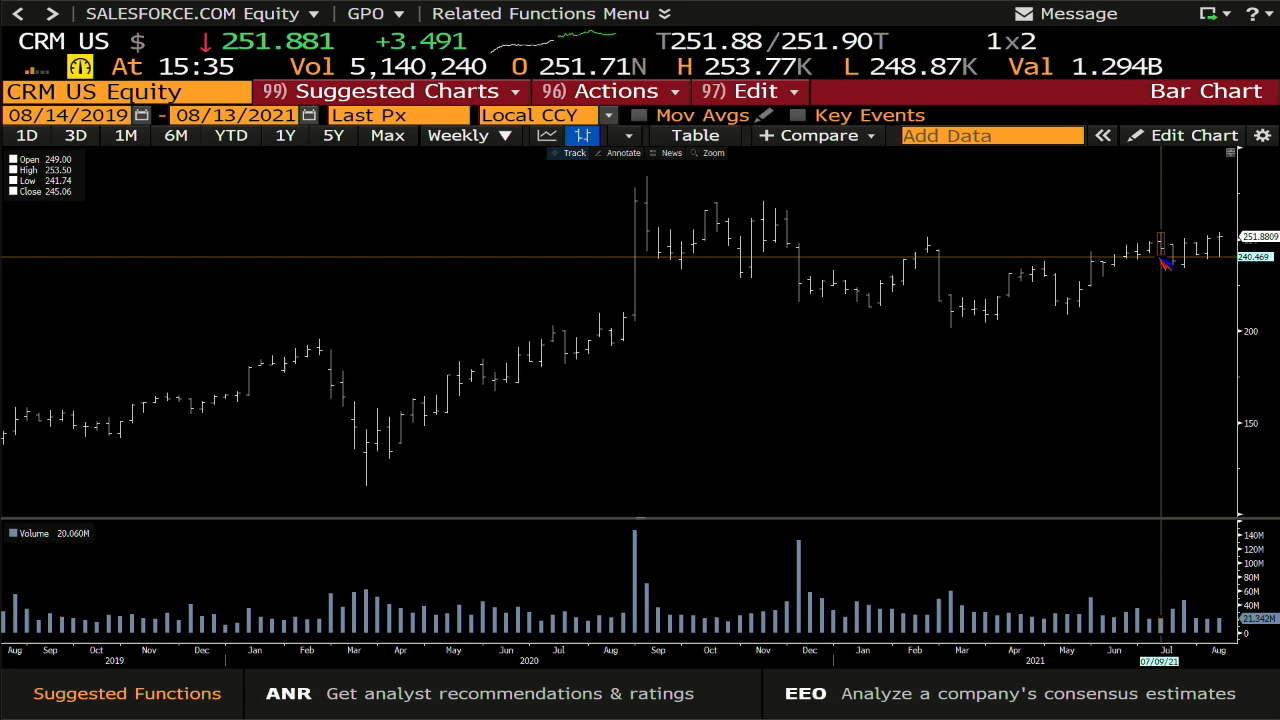 < > SALESFORCE.COM Equity ▼ | GPO ▼ | Related Functions Menu Message ?
CRM US $ ↓ 251.881 +3.491 T251.88/251.90T 1x2
At 15:35 Vol 5,140,240 O 251.71N H 253.77K L 248.87K Val 1.294B
CRM US Equity 99) Suggested Charts 96) Actions 97) Edit Bar Chart
08/14/2019 - 08/13/2021 Last Px Local CCY Mov Avgs Key Events
1D 3D 1M 6M YTD 1Y 5Y Max Weekly ▼ Table + Compare Add Data « Edit Chart
Track Annotate News Zoom
Open 249.00
High 253.50
Low 241.74
Close 245.06
251.8809
240.469
200
150
Volume 20.060M
140M
120M
100M
80M
60M
40M
21.342M
0
Aug Sep Oct Nov Dec Jan Feb Mar Apr May Jun Jul Aug Sep Oct Nov Dec Jan Feb Mar Apr May Jun Jul Aug
2019 2020 2021 07/09/21
Suggested Functions ANR Get analyst recommendations & ratings EEO Analyze a company's consensus estimates